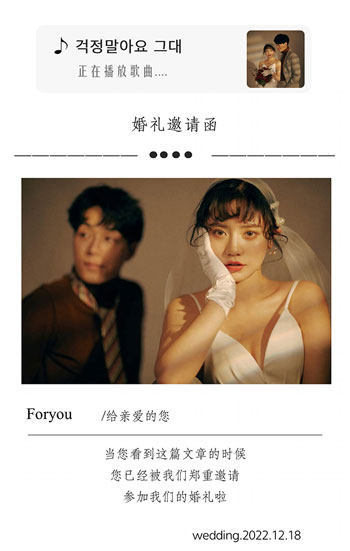 걱정말아요 그대
正在播放歌曲....
婚礼邀请函
Foryou /给亲爱的您
当您看到这篇文章的时候
您已经被我们郑重邀请
参加我们的婚礼啦
wedding.2022.12.18